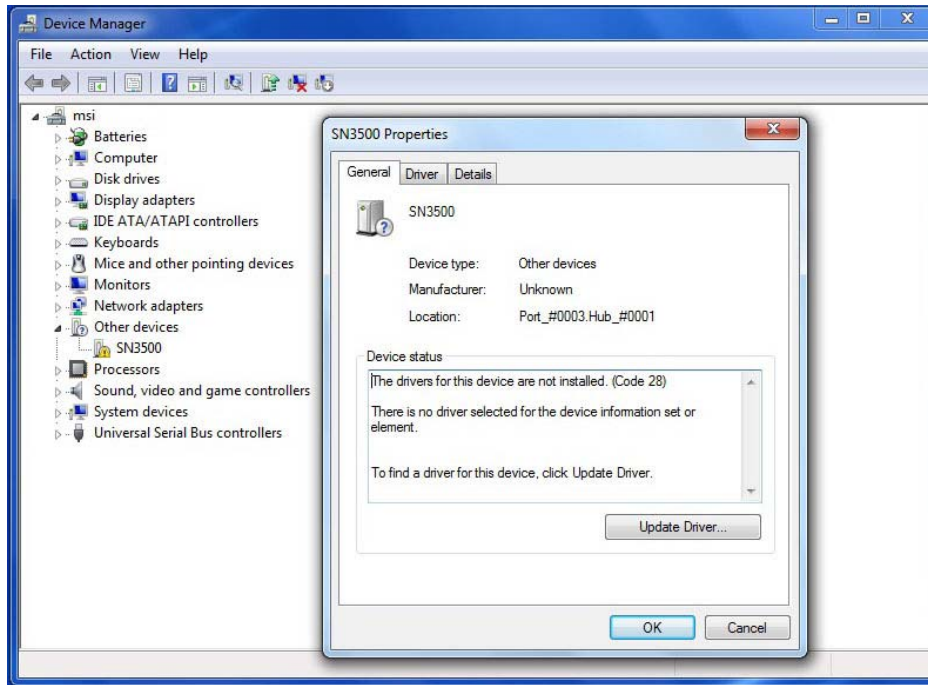 Device Manager
File Action View Help
msi
Batteries
Computer
Disk drives
Display adapters
IDE ATA/ATAPI controllers
Keyboards
Mice and other pointing devices
Monitors
Network adapters
Other devices
SN3500
Processors
Sound, video and game controllers
System devices
Universal Serial Bus controllers
SN3500 Properties
General Driver Details
SN3500
Device type: Other devices
Manufacturer: Unknown
Location: Port_#0003.Hub_#0001
Device status
The drivers for this device are not installed. (Code 28)
There is no driver selected for the device information set or
element.
To find a driver for this device, click Update Driver.
Update Driver...
OK Cancel